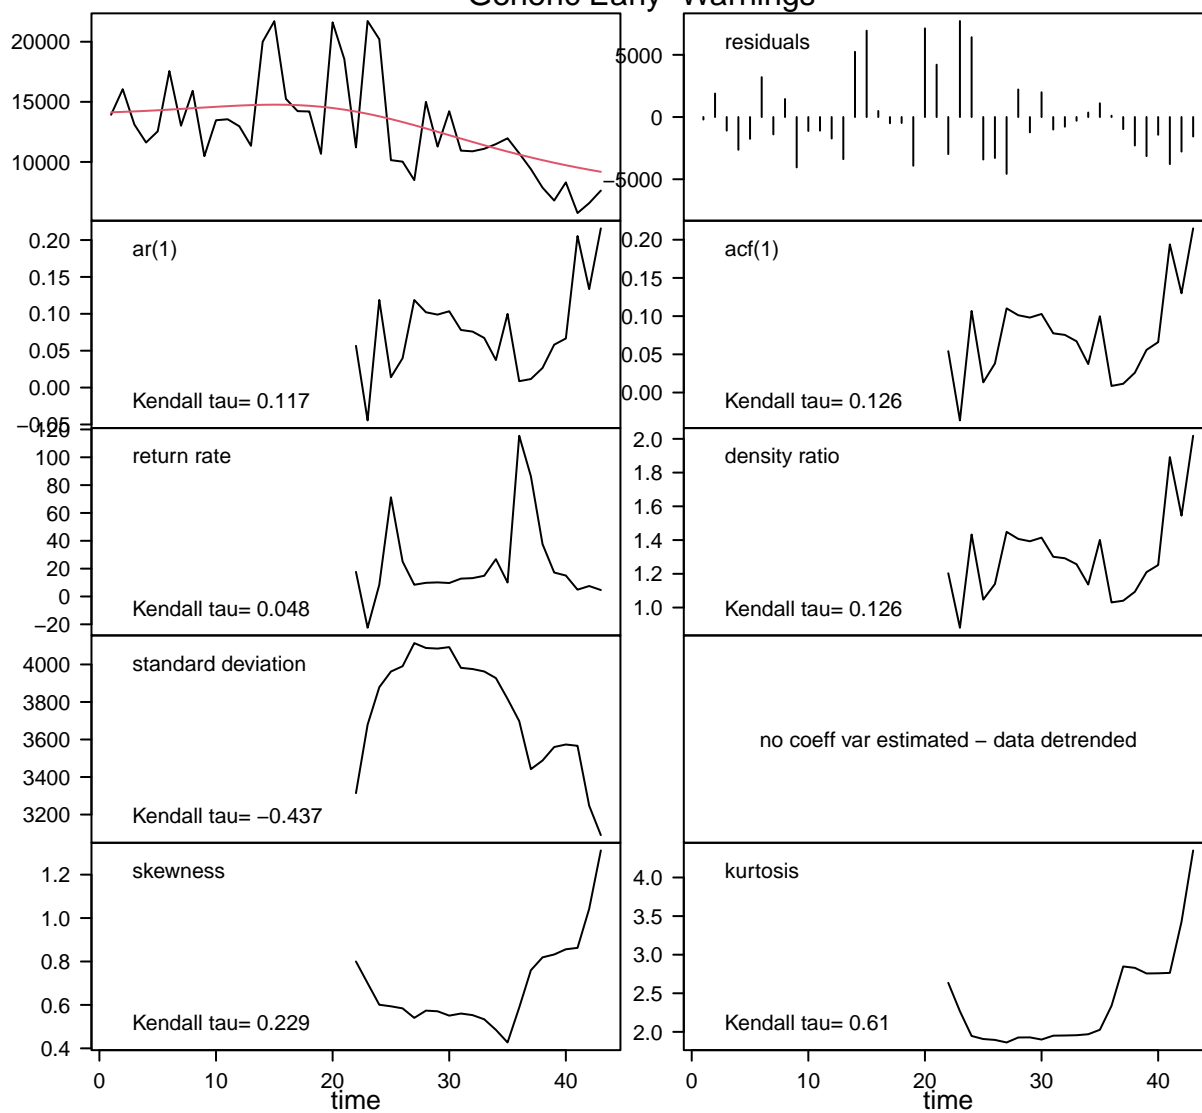 Generic Early-Warnings
20000
15000
10000
residuals
5000
0
−5000
ar(1)
0.20
0.15
0.10
0.05
0.00
−0.05
Kendall tau= 0.117
acf(1)
0.20
0.15
0.10
0.05
0.00
Kendall tau= 0.126
return rate
120
100
80
60
40
20
0
−20
Kendall tau= 0.048
density ratio
2.0
1.8
1.6
1.4
1.2
1.0
Kendall tau= 0.126
standard deviation
4000
3800
3600
3400
3200
Kendall tau= −0.437
no coeff var estimated − data detrended
skewness
1.2
1.0
0.8
0.6
0.4
Kendall tau= 0.229
0 10 20 30 40
time
kurtosis
4.0
3.5
3.0
2.5
2.0
Kendall tau= 0.61
0 10 20 30 40
time